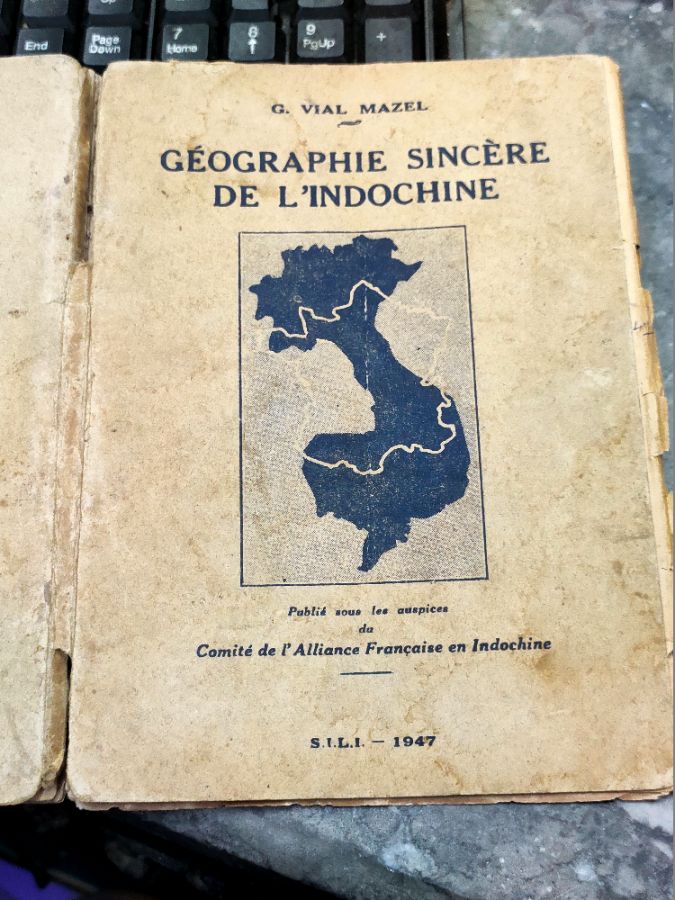 End
Page
Down
7
Home
8
9
PgUp
+
G. VIAL MAZEL
GÉOGRAPHIE SINCÈRE
DE L'INDOCHINE
Publié sous les auspices
du
Comité de l'Alliance Française en Indochine
S.I.L.I. — 1947